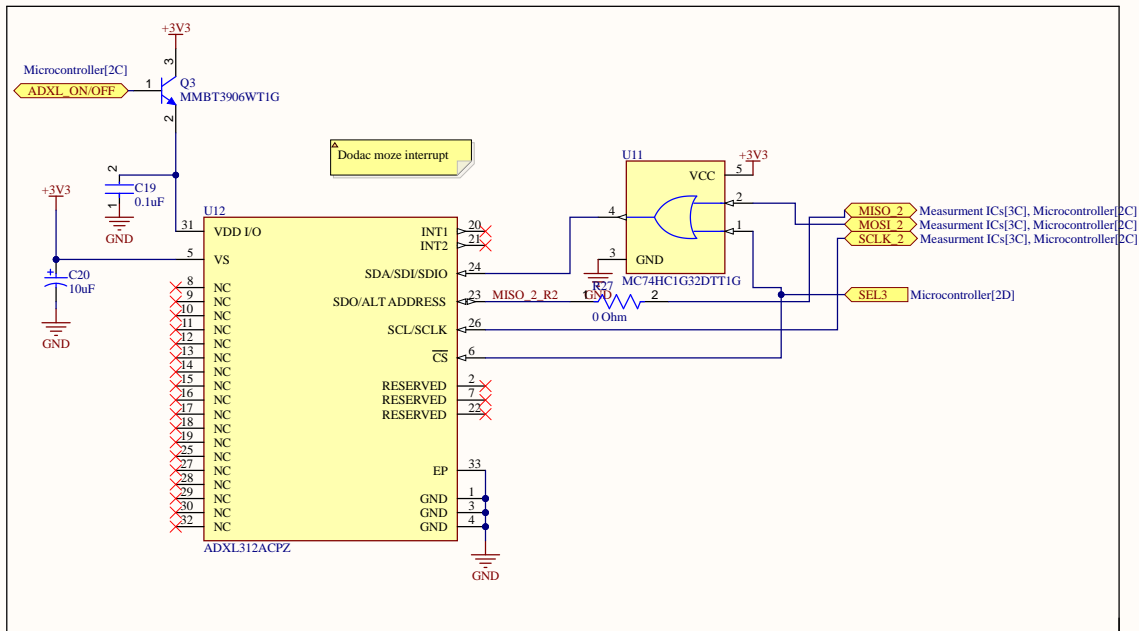 +3V3
Microcontroller[2C]
ADXL_ON/OFF
1
3
2
Q3
MMBT3906WT1G
Dodac moze interrupt
+3V3
2
1
C19
0.1uF
GND
C20
10uF
GND
U12
31 VDD I/O
5 VS
8 NC
9 NC
10 NC
11 NC
12 NC
13 NC
14 NC
15 NC
16 NC
17 NC
18 NC
19 NC
25 NC
27 NC
28 NC
29 NC
30 NC
32 NC
INT1 20
INT2 21
SDA/SDI/SDIO 24
SDO/ALT ADDRESS 23
SCL/SCLK 26
CS 6
RESERVED 2
RESERVED 7
RESERVED 22
EP 33
GND 1
GND 3
GND 4
GND
ADXL312ACPZ
MISO_2_R2
1
R27
2
0 Ohm
U11
VCC 5
+3V3
4
2
1
3 GND
GND
MC74HC1G32DTT1G
MISO_2 Measurment ICs[3C], Microcontroller[2C]
MOSI_2 Measurment ICs[3C], Microcontroller[2C]
SCLK_2 Measurment ICs[3C], Microcontroller[2C]
SEL3 Microcontroller[2D]